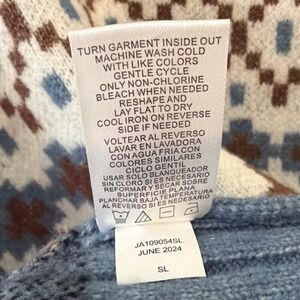 TURN GARMENT INSIDE OUT
MACHINE WASH COLD
WITH LIKE COLORS
GENTLE CYCLE
ONLY NON-CHLORINE
BLEACH WHEN NEEDED
RESHAPE AND
LAY FLAT TO DRY
COOL IRON ON REVERSE
SIDE IF NEEDED
VOLTEAR AL REVERSO
LAVAR EN LAVADORA
CON AGUA FRIA CON
COLORES SIMILARES
CICLO GENTIL
USAR SOLO BLANQUEADOR
SIN CLORO SI ES NECESARIO
REFORMAR Y SECAR SOBRE
SUPERFICIE PLANA
PLANCHAR BAJA TEMPERATURA
AL REVERSO SI ES NECESARIO
JA109054SL
JUNE 2024
SL